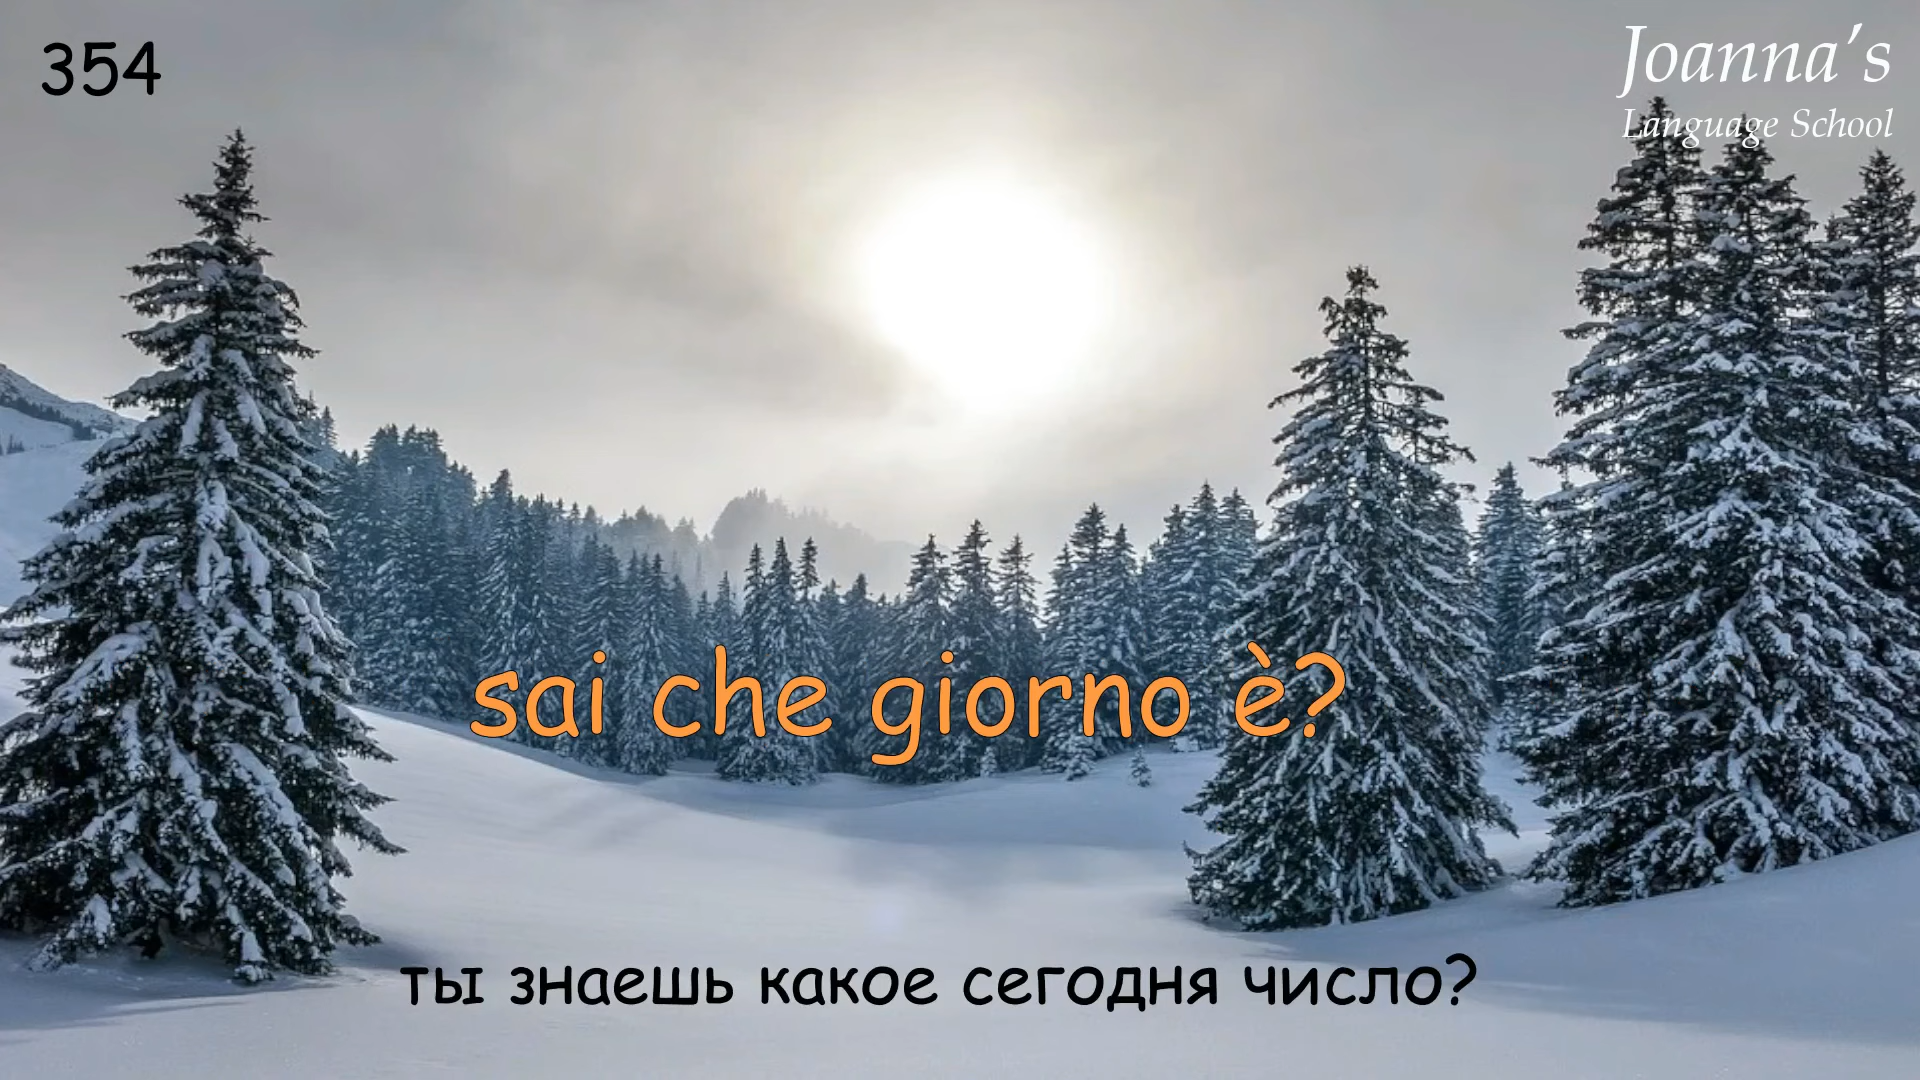 354
Joanna's
Language School
sai che giorno è?
ты знаешь какое сегодня число?